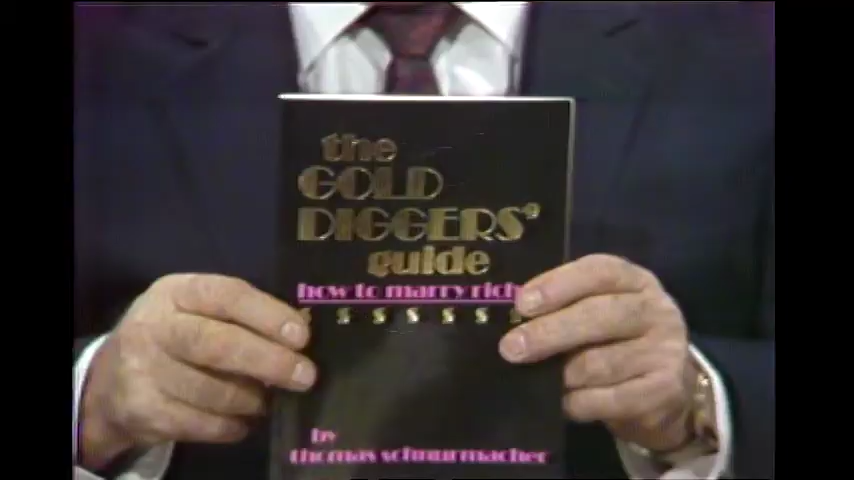 the
GOLD
DIGGERS'
guide
how to marry rich
$ $ $ $ $ $ $
by
thomas schnurmacher